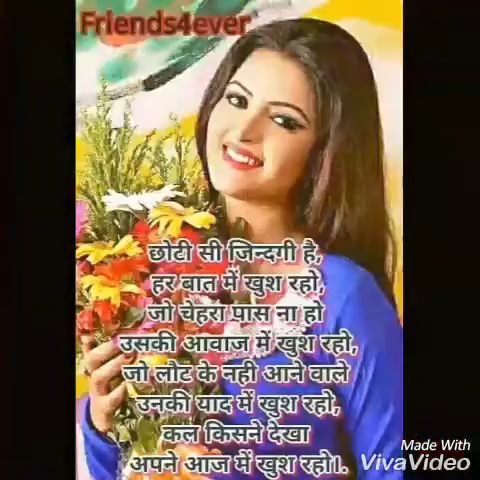 Friends4ever
छोटी सी जिन्दगी है,
हर बात में खुश रहो,
जो चेहरा पास ना हो
उसकी आवाज में खुश रहो,
जो लौट के नही आने वाले
उनकी याद में खुश रहो,
कल किसने देखा
अपने आज में खुश रहो।.
Made With
VivaVideo